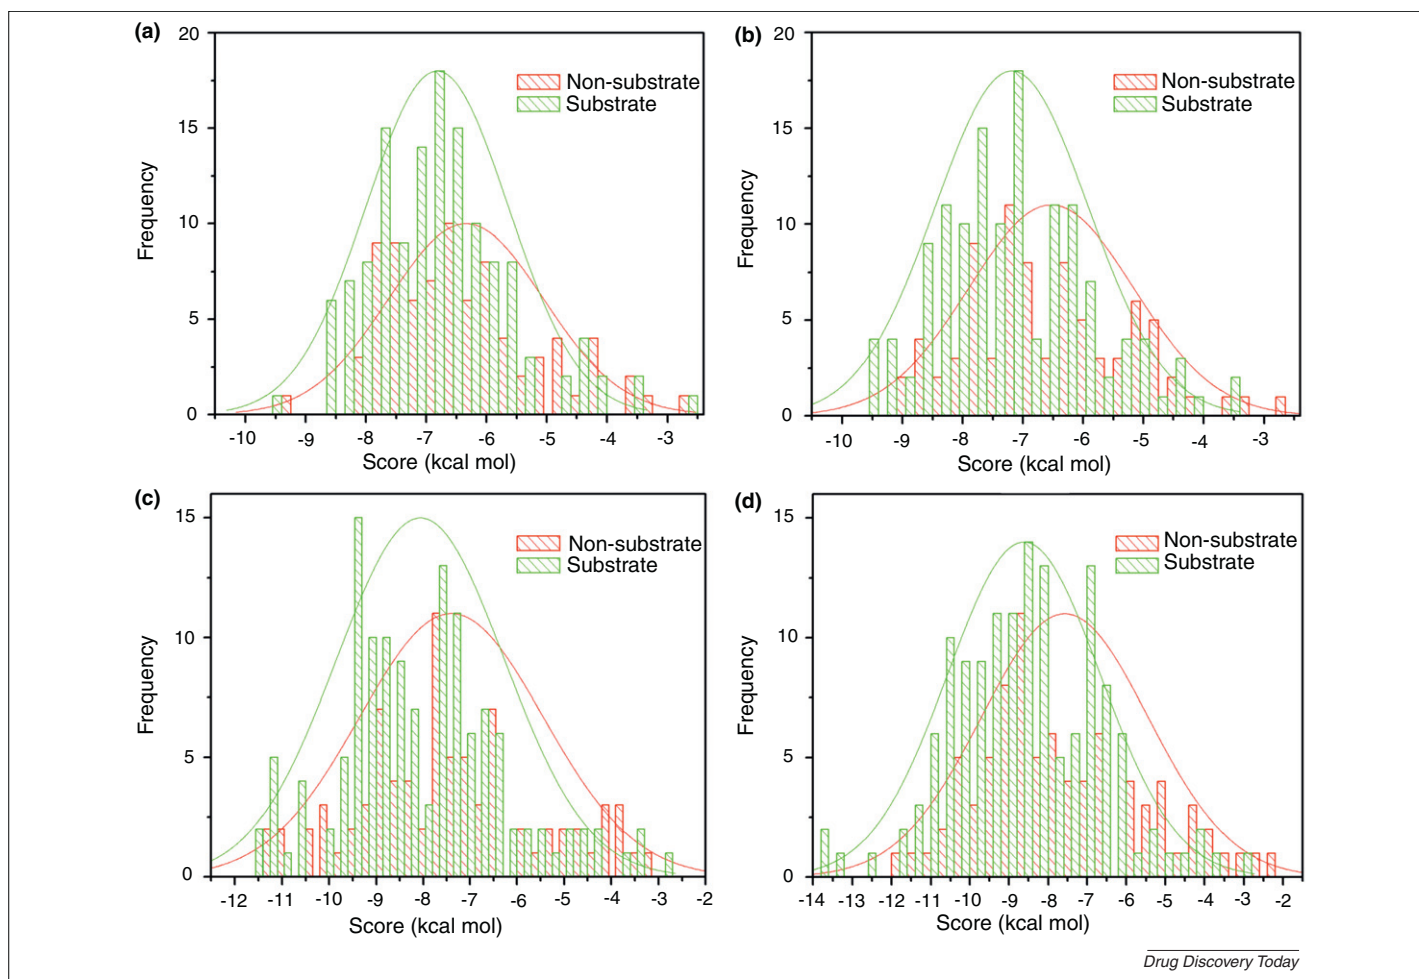 (a)
20
15
10
5
0
Frequency
Non-substrate
Substrate
-10 -9 -8 -7 -6 -5 -4 -3
Score (kcal mol)
(b)
20
15
10
5
0
Frequency
Non-substrate
Substrate
-10 -9 -8 -7 -6 -5 -4 -3
Score (kcal mol)
(c)
15
10
5
0
Frequency
Non-substrate
Substrate
-12 -11 -10 -9 -8 -7 -6 -5 -4 -3 -2
Score (kcal mol)
(d)
15
10
5
0
Frequency
Non-substrate
Substrate
-14 -13 -12 -11 -10 -9 -8 -7 -6 -5 -4 -3 -2
Score (kcal mol)
Drug Discovery Today